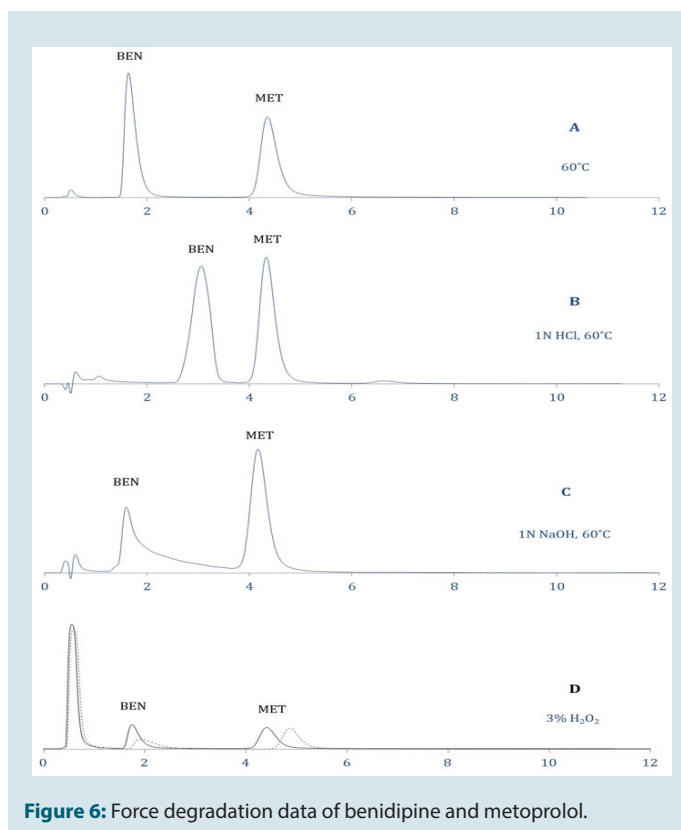 BEN
MET
A
60°C
0 2 4 6 8 10 12
BEN
MET
B
1N HCl, 60°C
0 2 4 6 8 10 12
BEN
MET
C
1N NaOH, 60°C
0 2 4 6 8 10 12
BEN
MET
D
3% H₂O₂
0 2 4 6 8 10 12
Figure 6: Force degradation data of benidipine and metoprolol.